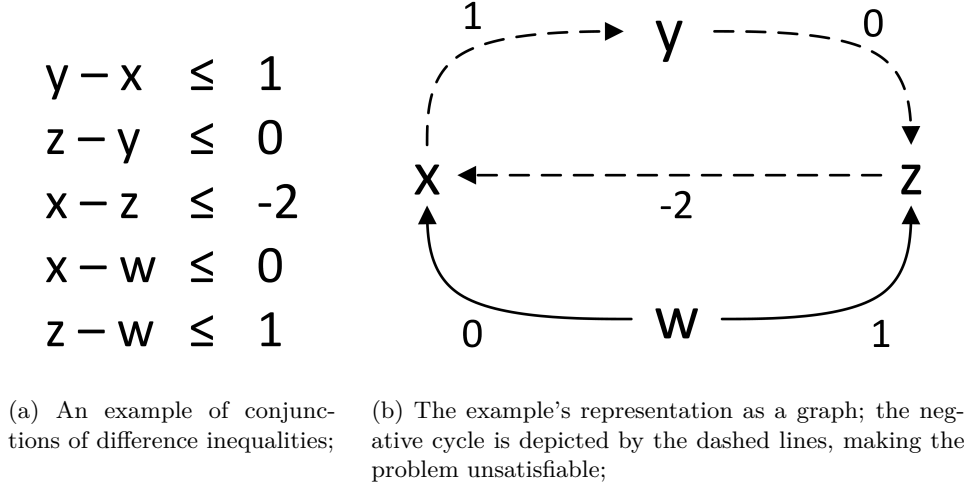 y – x ≤ 1
z – y ≤ 0
x – z ≤ -2
x – w ≤ 0
z – w ≤ 1
1
y
0
x
z
-2
w
0
1
(a) An example of conjunc-
tions of difference inequalities;
(b) The example's representation as a graph; the neg-
ative cycle is depicted by the dashed lines, making the
problem unsatisfiable;